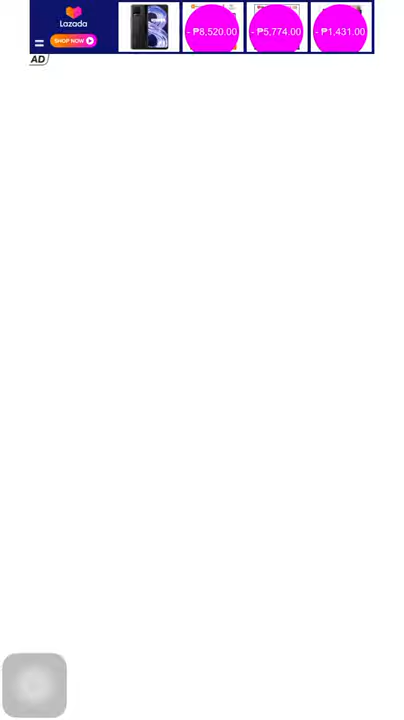 Lazada
SHOP NOW
- ₱8,520.00
- ₱5,774.00
- ₱1,431.00
AD